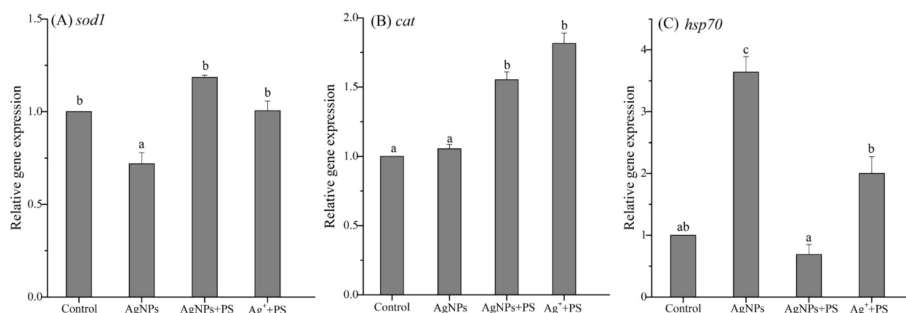 (A) sod1
Relative gene expression
1.5
1.0
0.5
0.0
b
a
b
b
Control
AgNPs
AgNPs+PS
Ag⁺+PS
(B) cat
Relative gene expression
2.0
1.5
1.0
0.5
0.0
a
a
b
b
Control
AgNPs
AgNPs+PS
Ag⁺+PS
(C) hsp70
Relative gene expression
4
3
2
1
0
ab
c
a
b
Control
AgNPs
AgNPs+PS
Ag⁺+PS